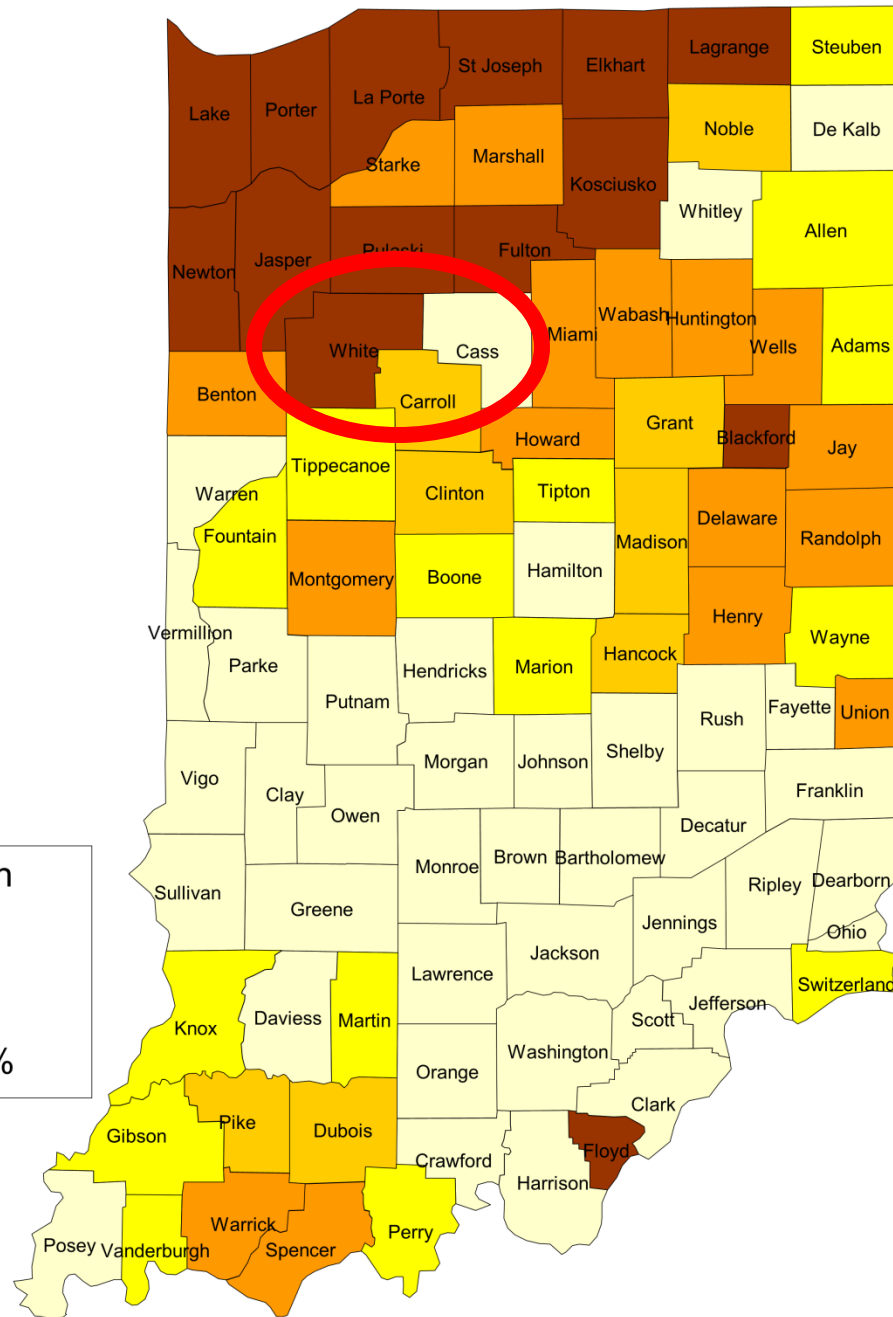 St Joseph
Elkhart
Lagrange
Steuben
Lake
Porter
La Porte
Noble
De Kalb
Starke
Marshall
Kosciusko
Whitley
Allen
Newton
Jasper
Pulaski
Fulton
White
Cass
Miami
Wabash
Huntington
Wells
Adams
Benton
Carroll
Howard
Grant
Blackford
Jay
Tippecanoe
Warren
Clinton
Tipton
Fountain
Madison
Delaware
Randolph
Montgomery
Boone
Hamilton
Henry
Wayne
Vermillion
Parke
Hendricks
Marion
Hancock
Putnam
Rush
Fayette
Union
Morgan
Johnson
Shelby
Vigo
Clay
Owen
Franklin
Decatur
n
Monroe
Brown
Bartholomew
Sullivan
Greene
Ripley
Dearborn
Jennings
Ohio
Jackson
Lawrence
Switzerland
Knox
Daviess
Martin
Scott
Jefferson
%
Washington
Orange
Clark
Gibson
Pike
Dubois
Crawford
Floyd
Harrison
Posey
Vanderburgh
Warrick
Spencer
Perry